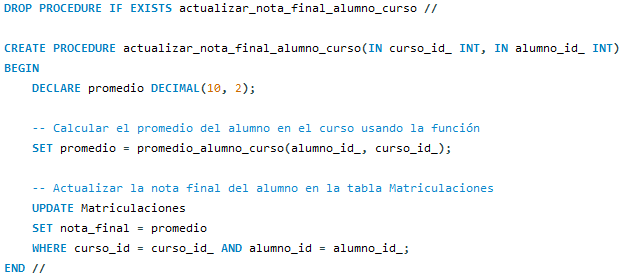 DROP PROCEDURE IF EXISTS actualizar_nota_final_alumno_curso //
CREATE PROCEDURE actualizar_nota_final_alumno_curso(IN curso_id_ INT, IN alumno_id_ INT)
BEGIN
    DECLARE promedio DECIMAL(10, 2);
    -- Calcular el promedio del alumno en el curso usando la función
    SET promedio = promedio_alumno_curso(alumno_id_, curso_id_);
    -- Actualizar la nota final del alumno en la tabla Matriculaciones
    UPDATE Matriculaciones
    SET nota_final = promedio
    WHERE curso_id = curso_id_ AND alumno_id = alumno_id_;
END //